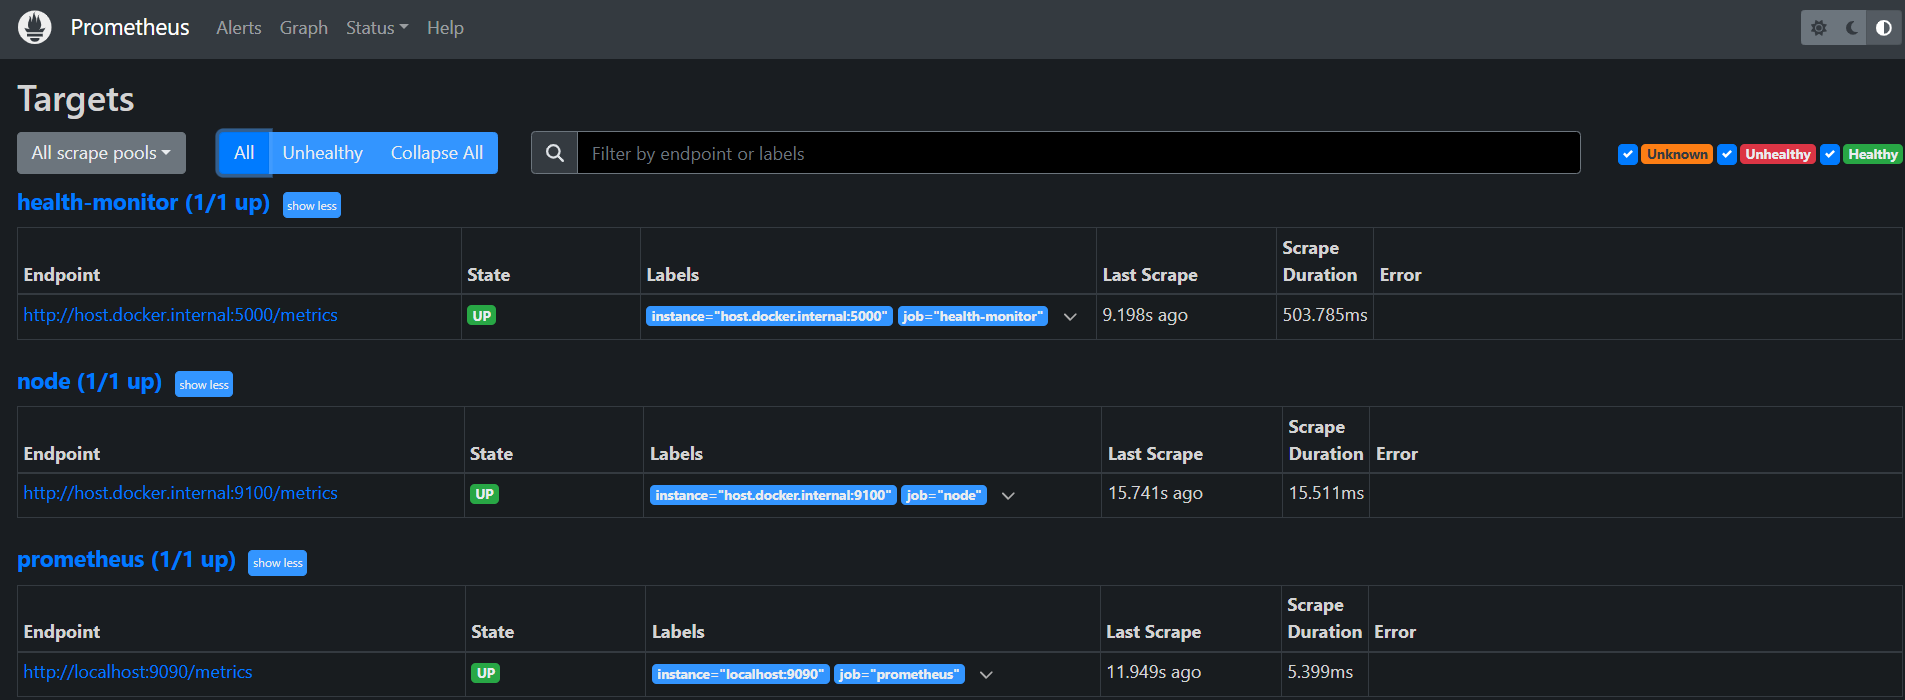 Prometheus Alerts Graph Status Help
Targets
All scrape pools All Unhealthy Collapse All Filter by endpoint or labels Unknown Unhealthy Healthy
health-monitor (1/1 up) show less
Endpoint State Labels Last Scrape Scrape Duration Error
http://host.docker.internal:5000/metrics UP instance="host.docker.internal:5000" job="health-monitor" 9.198s ago 503.785ms
node (1/1 up) show less
Endpoint State Labels Last Scrape Scrape Duration Error
http://host.docker.internal:9100/metrics UP instance="host.docker.internal:9100" job="node" 15.741s ago 15.511ms
prometheus (1/1 up) show less
Endpoint State Labels Last Scrape Scrape Duration Error
http://localhost:9090/metrics UP instance="localhost:9090" job="prometheus" 11.949s ago 5.399ms